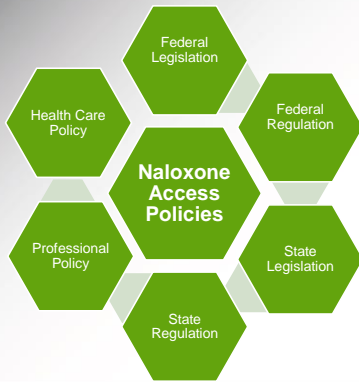 Federal
Legislation
Federal
Regulation
State
Legislation
State
Regulation
Professional
Policy
Health Care
Policy
Naloxone
Access
Policies